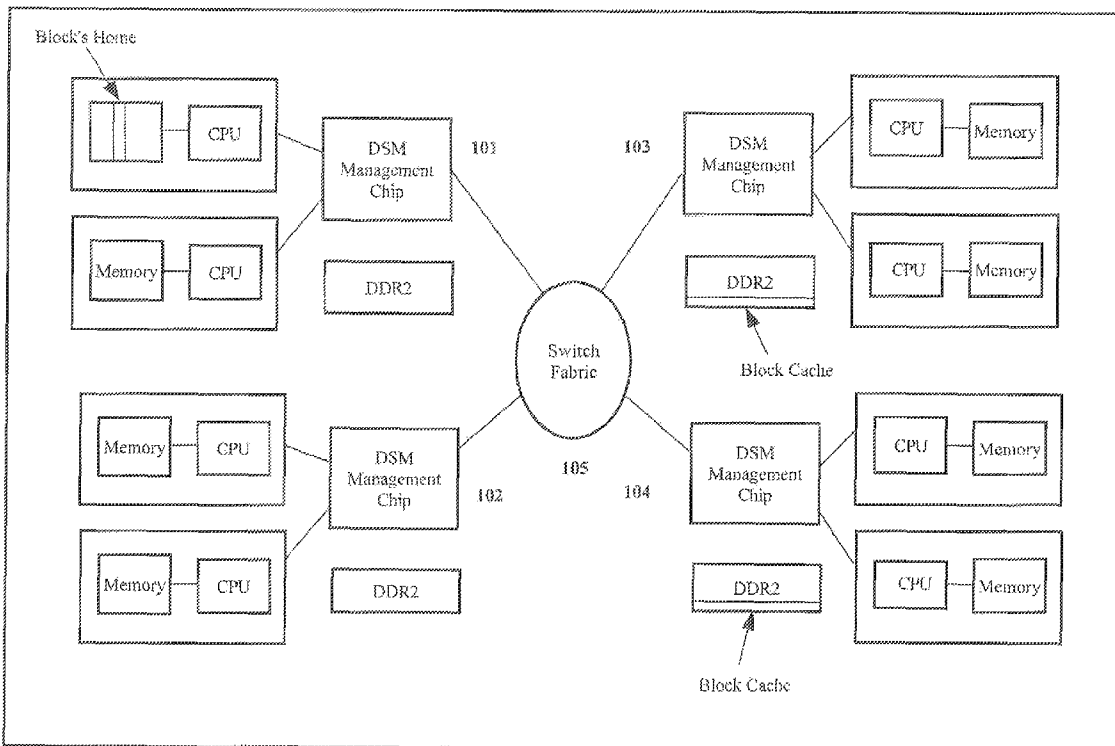 Block's Home
CPU
DSM
Management
Chip
101
Memory
CPU
DDR2
103
DSM
Management
Chip
CPU
Memory
CPU
Memory
DDR2
Block Cache
Switch
Fabric
105
Memory
CPU
DSM
Management
Chip
102
Memory
CPU
DDR2
104
DSM
Management
Chip
CPU
Memory
CPU
Memory
DDR2
Block Cache